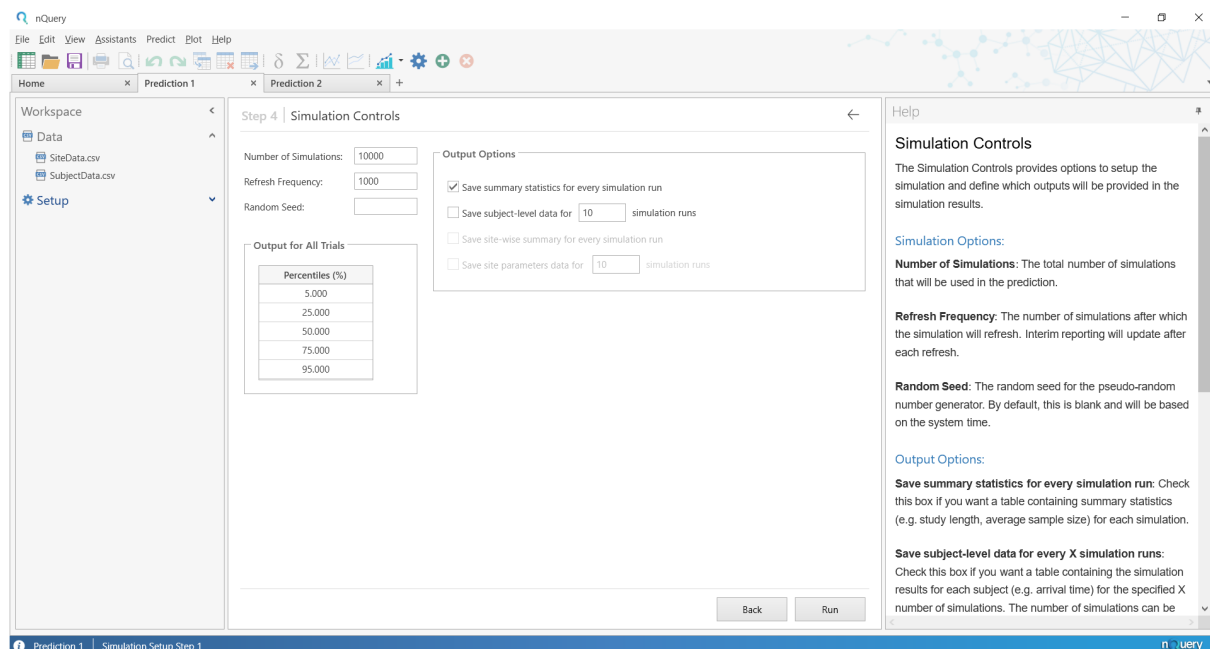 nQuery
File Edit View Assistants Predict Plot Help
Home × Prediction 1 × Prediction 2 × +
Workspace
Data
SiteData.csv
SubjectData.csv
Setup
Step 4 | Simulation Controls
Number of Simulations: 10000
Refresh Frequency: 1000
Random Seed:
Output for All Trials
Percentiles (%)
5.000
25.000
50.000
75.000
95.000
Output Options
Save summary statistics for every simulation run
Save subject-level data for 10 simulation runs
Save site-wise summary for every simulation run
Save site parameters data for 10 simulation runs
Back Run
Help
Simulation Controls
The Simulation Controls provides options to setup the
simulation and define which outputs will be provided in the
simulation results.
Simulation Options:
Number of Simulations: The total number of simulations
that will be used in the prediction.
Refresh Frequency: The number of simulations after which
the simulation will refresh. Interim reporting will update after
each refresh.
Random Seed: The random seed for the pseudo-random
number generator. By default, this is blank and will be based
on the system time.
Output Options:
Save summary statistics for every simulation run: Check
this box if you want a table containing summary statistics
(e.g. study length, average sample size) for each simulation.
Save subject-level data for every X simulation runs:
Check this box if you want a table containing the simulation
results for each subject (e.g. arrival time) for the specified X
number of simulations. The number of simulations can be
Prediction 1 | Simulation Setup Step 1
nQuery